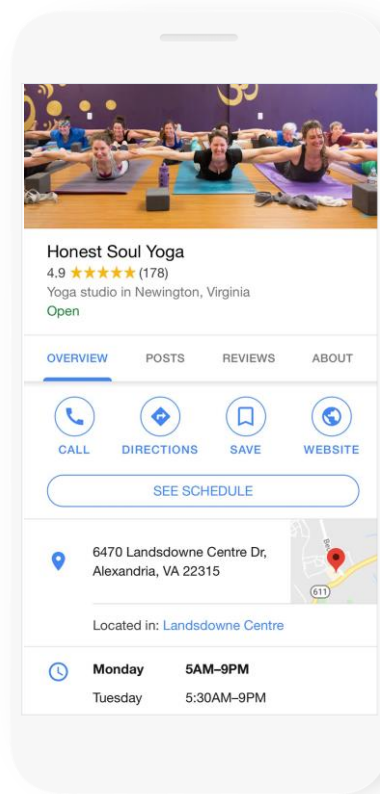 Honest Soul Yoga
4.9 ★★★★★ (178)
Yoga studio in Newington, Virginia
Open
OVERVIEW POSTS REVIEWS ABOUT
CALL DIRECTIONS SAVE WEBSITE
SEE SCHEDULE
6470 Landsdowne Centre Dr,
Alexandria, VA 22315
611
Located in: Landsdowne Centre
Monday 5AM–9PM
Tuesday 5:30AM–9PM